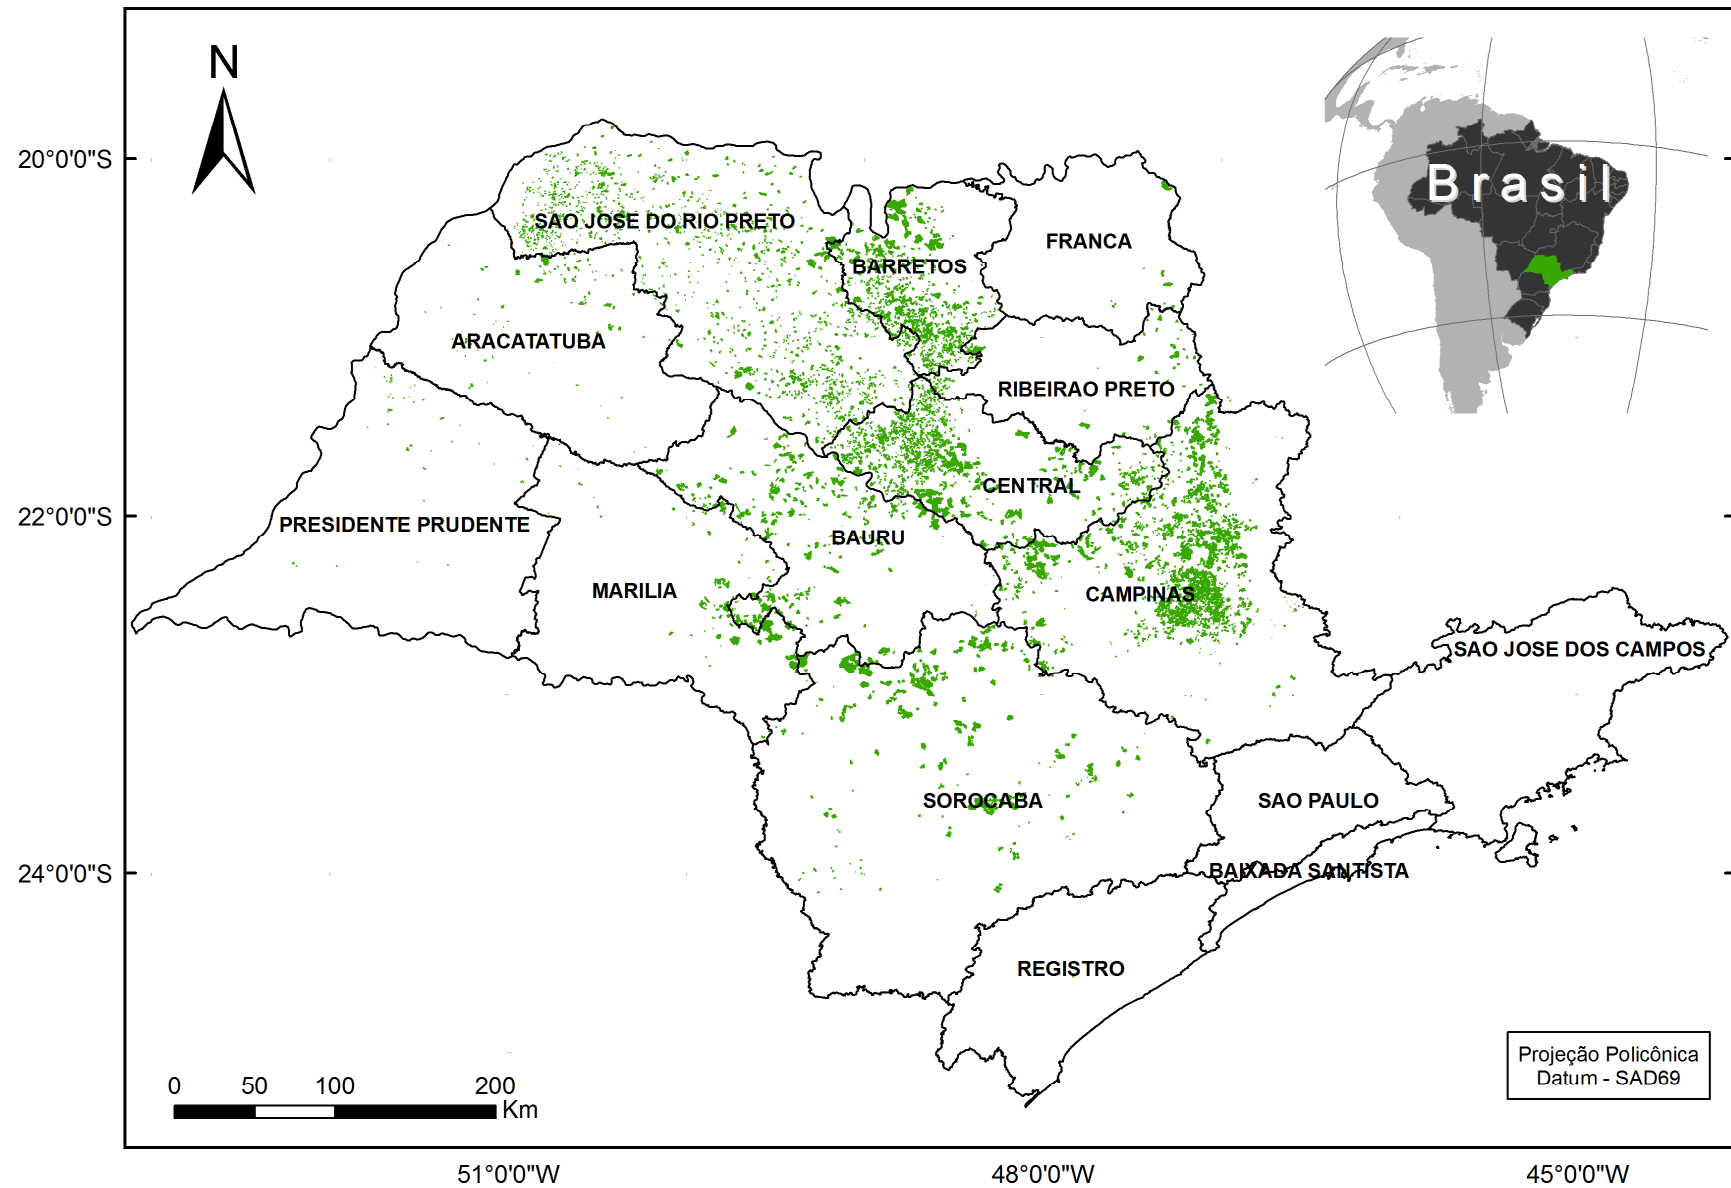 N
Brasil
20°0'0"S
SAO JOSE DO RIO PRETO
FRANCA
BARRETOS
ARACATATUBA
RIBEIRAO PRETO
CENTRAL
22°0'0"S
PRESIDENTE PRUDENTE
BAURU
MARILIA
CAMPINAS
SAO JOSE DOS CAMPOS
SOROCABA
SAO PAULO
24°0'0"S
BAIXADA SANTISTA
REGISTRO
Projeção Policônica
Datum - SAD69
0 50 100 200
Km
51°0'0"W 48°0'0"W 45°0'0"W